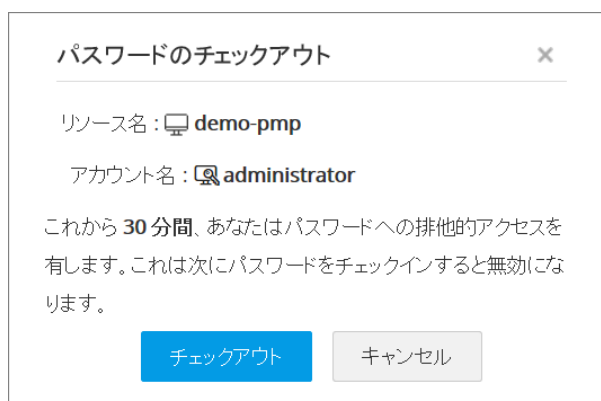 パスワードのチェックアウト ×
リソース名 : demo-pmp
アカウント名 : administrator
これから 30 分間、あなたはパスワードへの排他的アクセスを
有します。これは次にパスワードをチェックインすると無効にな
ります。
チェックアウト キャンセル